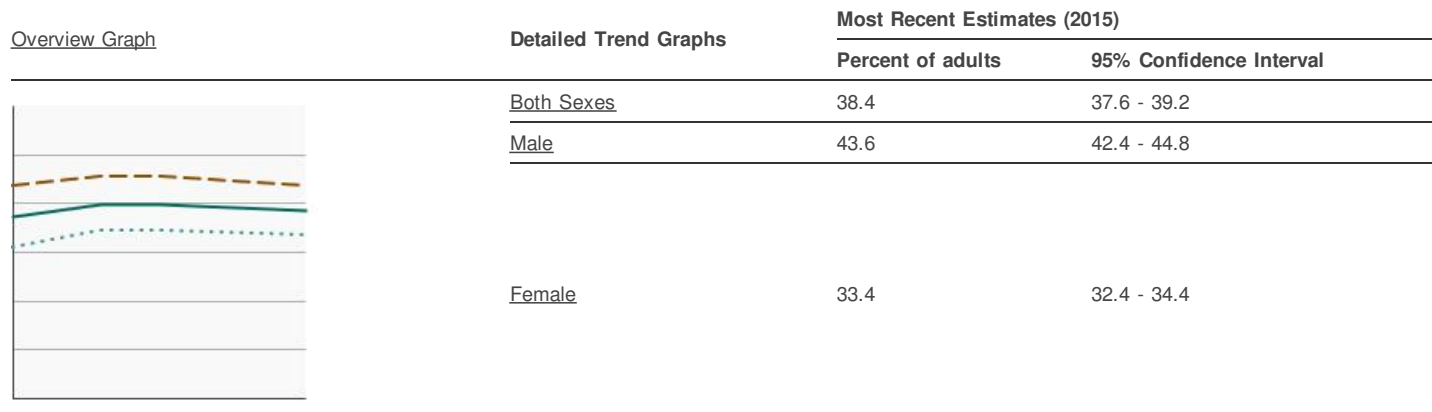 Overview Graph
Detailed Trend Graphs
Most Recent Estimates (2015)
Percent of adults
95% Confidence Interval
Both Sexes 38.4 37.6 - 39.2
Male 43.6 42.4 - 44.8
Female 33.4 32.4 - 34.4